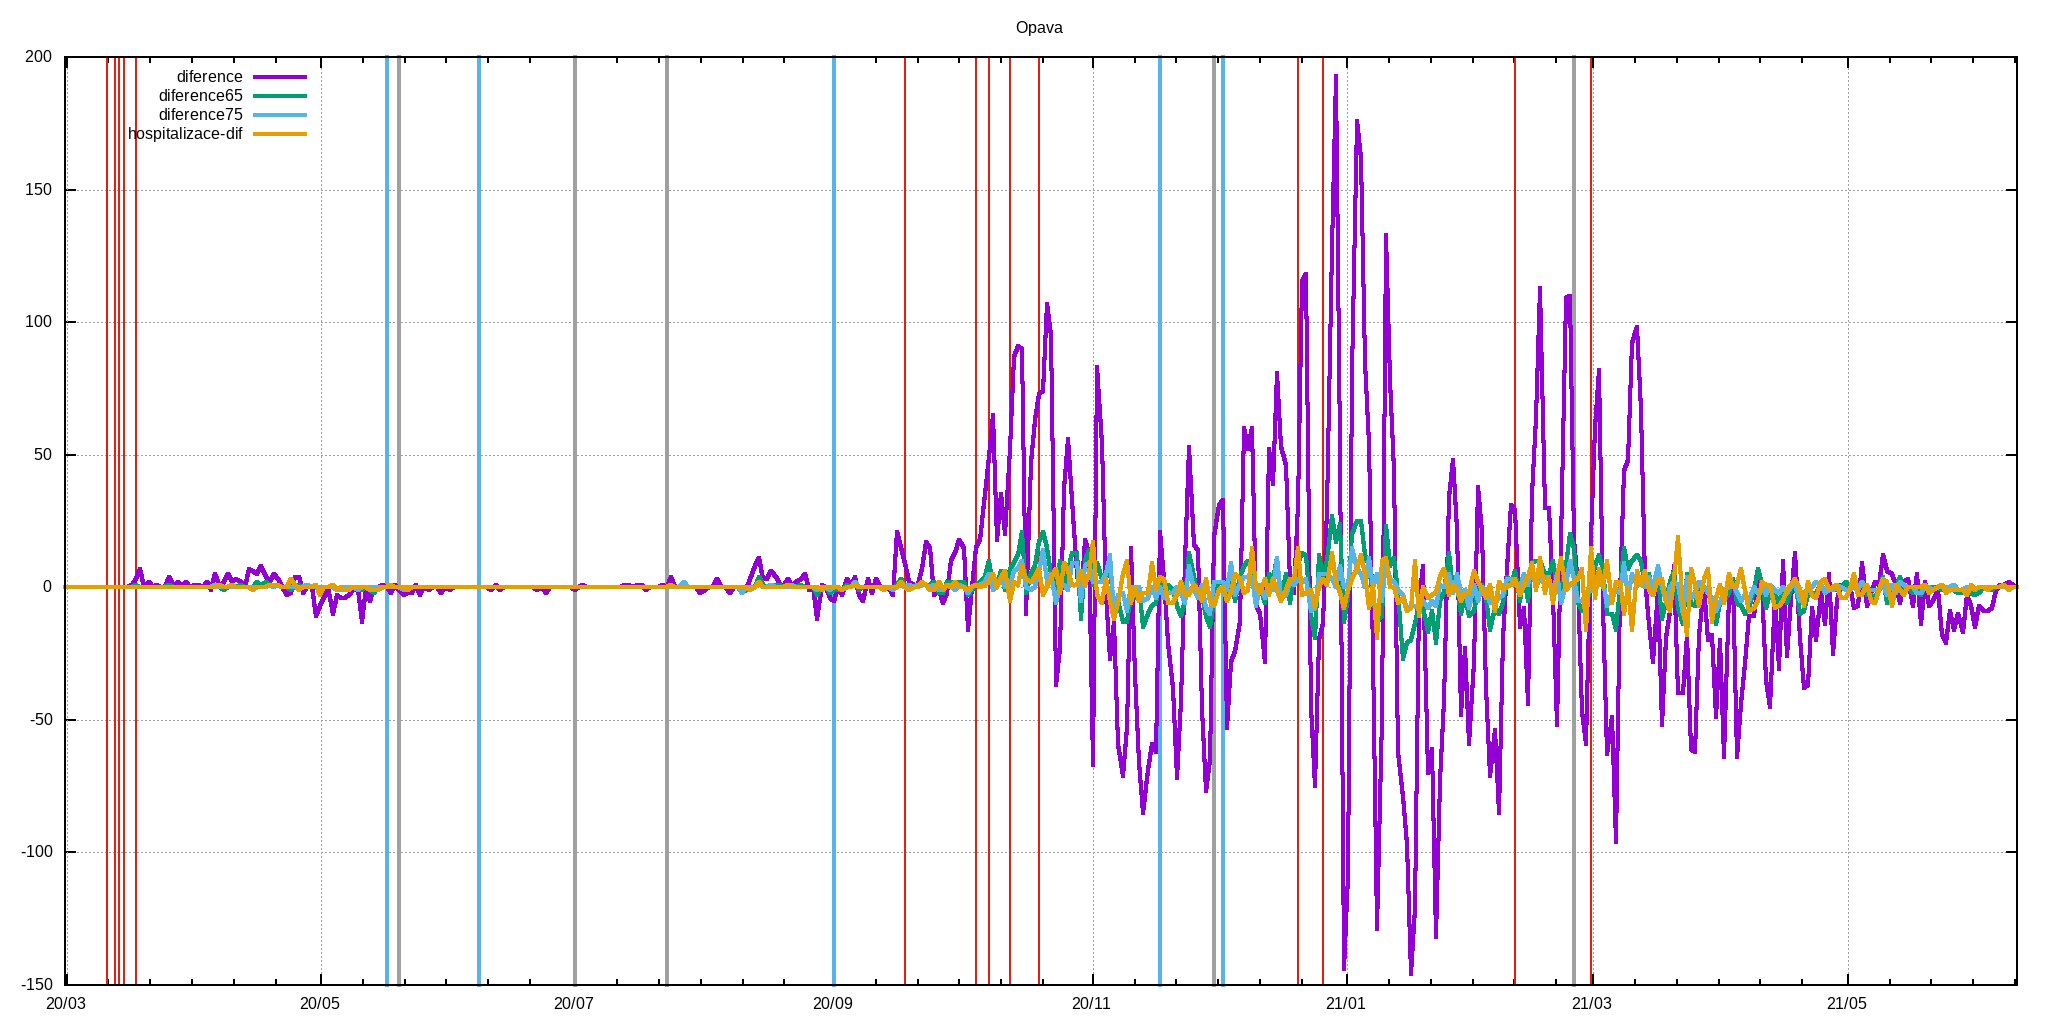 Opava
200
150
100
50
0
-50
-100
-150
diference
diference65
diference75
hospitalizace-dif
20/03 20/05 20/07 20/09 20/11 21/01 21/03 21/05